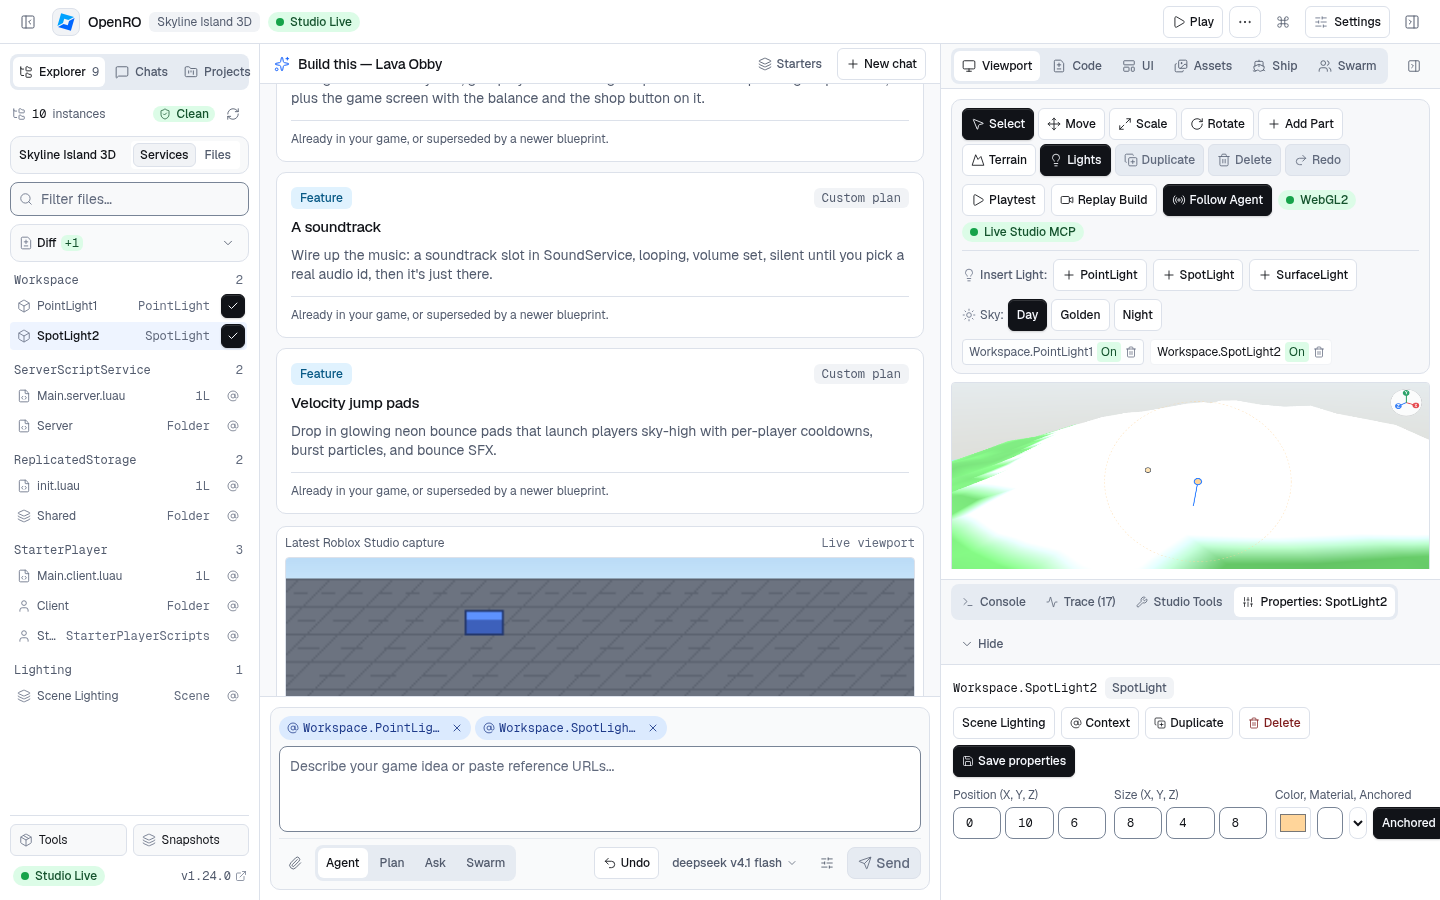 OpenRO
Skyline Island 3D
Studio Live
Play
Settings
Explorer 9
Chats
Projects
10 instances
Clean
Skyline Island 3D
Services
Files
Filter files...
Diff +1
Workspace 2
PointLight1 PointLight
SpotLight2 SpotLight
ServerScriptService 2
Main.server.luau 1L
Server Folder
ReplicatedStorage 2
init.luau 1L
Shared Folder
StarterPlayer 3
Main.client.luau 1L
Client Folder
St... StarterPlayerScripts
Lighting 1
Scene Lighting Scene
Tools
Snapshots
Studio Live
v1.24.0
Build this — Lava Obby
Starters
New chat
plus the game screen with the balance and the shop button on it.
Already in your game, or superseded by a newer blueprint.
Feature
Custom plan
A soundtrack
Wire up the music: a soundtrack slot in SoundService, looping, volume set, silent until you pick a
real audio id, then it's just there.
Already in your game, or superseded by a newer blueprint.
Feature
Custom plan
Velocity jump pads
Drop in glowing neon bounce pads that launch players sky-high with per-player cooldowns,
burst particles, and bounce SFX.
Already in your game, or superseded by a newer blueprint.
Latest Roblox Studio capture
Live viewport
Workspace.PointLig...
Workspace.SpotLigh...
Describe your game idea or paste reference URLs...
Agent
Plan
Ask
Swarm
Undo
deepseek v4.1 flash
Send
Viewport
Code
UI
Assets
Ship
Swarm
Select
Move
Scale
Rotate
Add Part
Terrain
Lights
Duplicate
Delete
Redo
Playtest
Replay Build
Follow Agent
WebGL2
Live Studio MCP
Insert Light:
PointLight
SpotLight
SurfaceLight
Sky:
Day
Golden
Night
Workspace.PointLight1 On
Workspace.SpotLight2 On
Console
Trace (17)
Studio Tools
Properties: SpotLight2
Hide
Workspace.SpotLight2
SpotLight
Scene Lighting
Context
Duplicate
Delete
Save properties
Position (X, Y, Z)
Size (X, Y, Z)
Color, Material, Anchored
0
10
6
8
4
8
Anchored